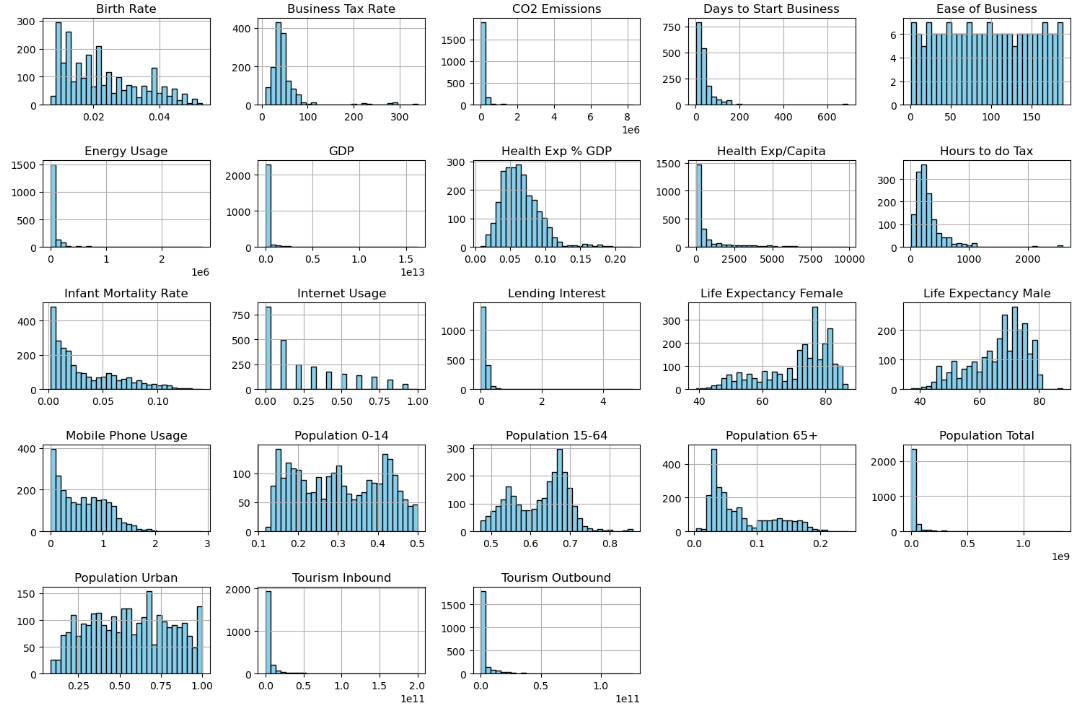 Birth Rate
300
200
100
0
0.02 0.04
Business Tax Rate
400
200
0
0 100 200 300
CO2 Emissions
1500
1000
500
0
0 2 4 6 8
1e6
Days to Start Business
750
500
250
0
0 200 400 600
Ease of Business
6
4
2
0
0 50 100 150
Energy Usage
1500
1000
500
0
0 1 2
1e6
GDP
2000
1000
0
0.0 0.5 1.0 1.5
1e13
Health Exp % GDP
300
200
100
0
0.00 0.05 0.10 0.15 0.20
Health Exp/Capita
1500
1000
500
0
0 2500 5000 7500 10000
Hours to do Tax
300
200
100
0
0 1000 2000
Infant Mortality Rate
400
200
0
0.00 0.05 0.10
Internet Usage
750
500
250
0
0.00 0.25 0.50 0.75 1.00
Lending Interest
1000
500
0
0 2 4
Life Expectancy Female
300
200
100
0
40 60 80
Life Expectancy Male
200
100
0
40 60 80
Mobile Phone Usage
400
200
0
0 1 2 3
Population 0-14
100
50
0
0.1 0.2 0.3 0.4 0.5
Population 15-64
300
200
100
0
0.5 0.6 0.7 0.8
Population 65+
400
200
0
0.0 0.1 0.2
Population Total
2000
1000
0
0.0 0.5 1.0
1e9
Population Urban
150
100
50
0
0.25 0.50 0.75 1.00
Tourism Inbound
2000
1000
0
0.0 0.5 1.0 1.5 2.0
1e11
Tourism Outbound
1500
1000
500
0
0.0 0.5 1.0
1e11